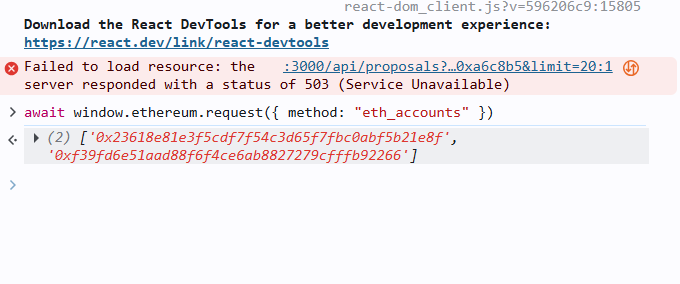 react-dom_client.js?v=596206c9:15805
Download the React DevTools for a better development experience:
https://react.dev/link/react-devtools
Failed to load resource: the :3000/api/proposals?…0xa6c8b5&limit=20:1
server responded with a status of 503 (Service Unavailable)
await window.ethereum.request({ method: "eth_accounts" })
(2) ['0x23618e81e3f5cdf7f54c3d65f7fbc0abf5b21e8f',
'0xf39fd6e51aad88f6f4ce6ab8827279cfffb92266']